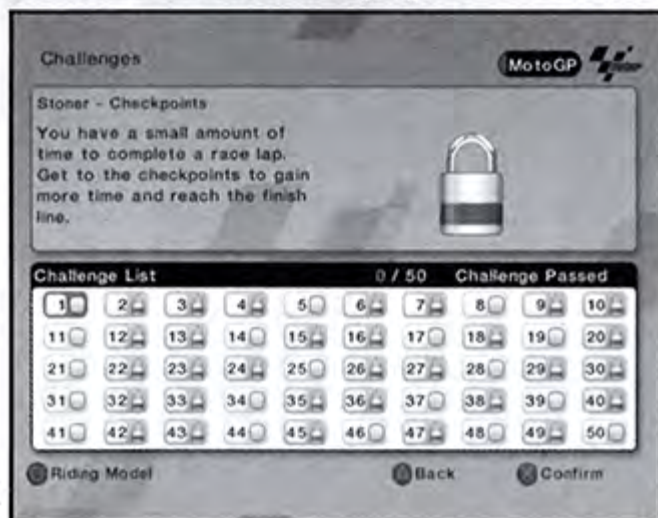 Challenges
MotoGP
Stoner - Checkpoints
You have a small amount of
time to complete a race lap.
Get to the checkpoints to gain
more time and reach the finish
line.
Challenge List 0 / 50 Challenge Passed
1 2 3 4 5 6 7 8 9 10
11 12 13 14 15 16 17 18 19 20
21 22 23 24 25 26 27 28 29 30
31 32 33 34 35 36 37 38 39 40
41 42 43 44 45 46 47 48 49 50
Riding Model Back Confirm